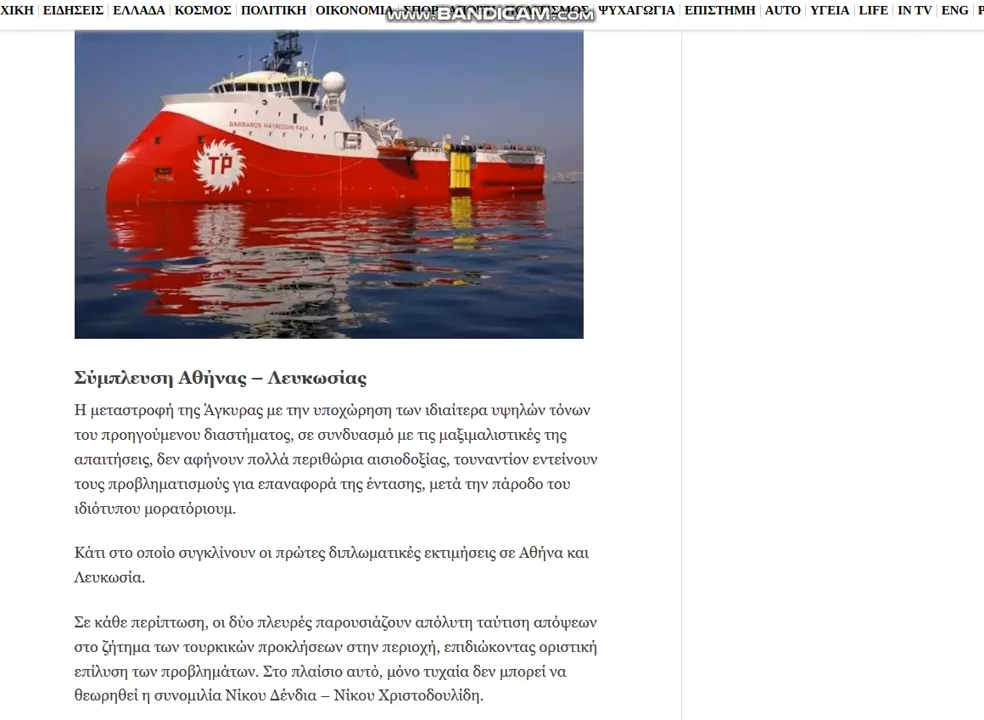 ΧΙΚΗ ΕΙΔΗΣΕΙΣ ΕΛΛΑΔΑ ΚΟΣΜΟΣ ΠΟΛΙΤΙΚΗ ΟΙΚΟΝΟΜΙΑ ΨΥΧΑΓΩΓΙΑ ΕΠΙΣΤΗΜΗ AUTO ΥΓΕΙΑ LIFE IN TV ENG
www.BANDICAM.com
BARBAROS HAYREDDIN PAŞA
TP
Σύμπλευση Αθήνας – Λευκωσίας
Η μεταστροφή της Άγκυρας με την υποχώρηση των ιδιαίτερα υψηλών τόνων
του προηγούμενου διαστήματος, σε συνδυασμό με τις μαξιμαλιστικές της
απαιτήσεις, δεν αφήνουν πολλά περιθώρια αισιοδοξίας, τουναντίον εντείνουν
τους προβληματισμούς για επαναφορά της έντασης, μετά την πάροδο του
ιδιότυπου μορατόριουμ.
Κάτι στο οποίο συγκλίνουν οι πρώτες διπλωματικές εκτιμήσεις σε Αθήνα και
Λευκωσία.
Σε κάθε περίπτωση, οι δύο πλευρές παρουσιάζουν απόλυτη ταύτιση απόψεων
στο ζήτημα των τουρκικών προκλήσεων στην περιοχή, επιδιώκοντας οριστική
επίλυση των προβλημάτων. Στο πλαίσιο αυτό, μόνο τυχαία δεν μπορεί να
θεωρηθεί η συνομιλία Νίκου Δένδια – Νίκου Χριστοδουλίδη.